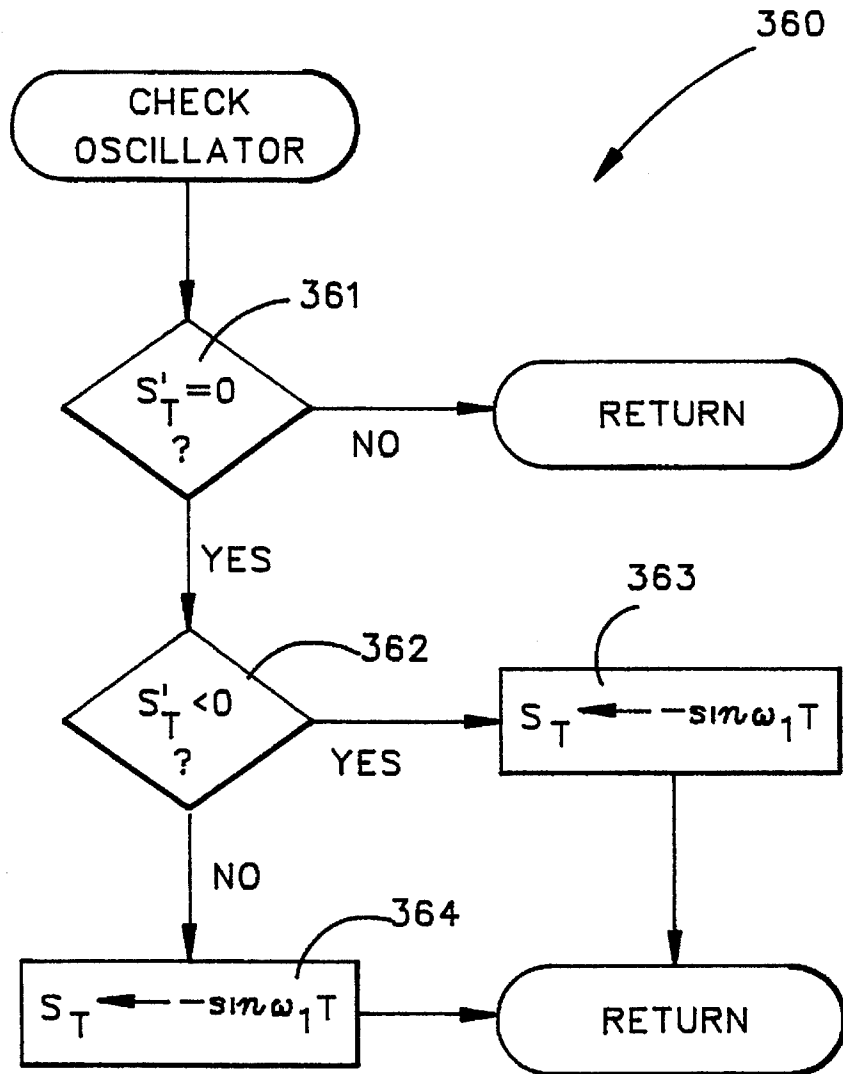 360
CHECK
OSCILLATOR
361
S'T=0
?
NO
RETURN
YES
362
363
S'T<0
?
YES
ST ← -sinω1T
NO
364
ST ← -sinω1T
RETURN